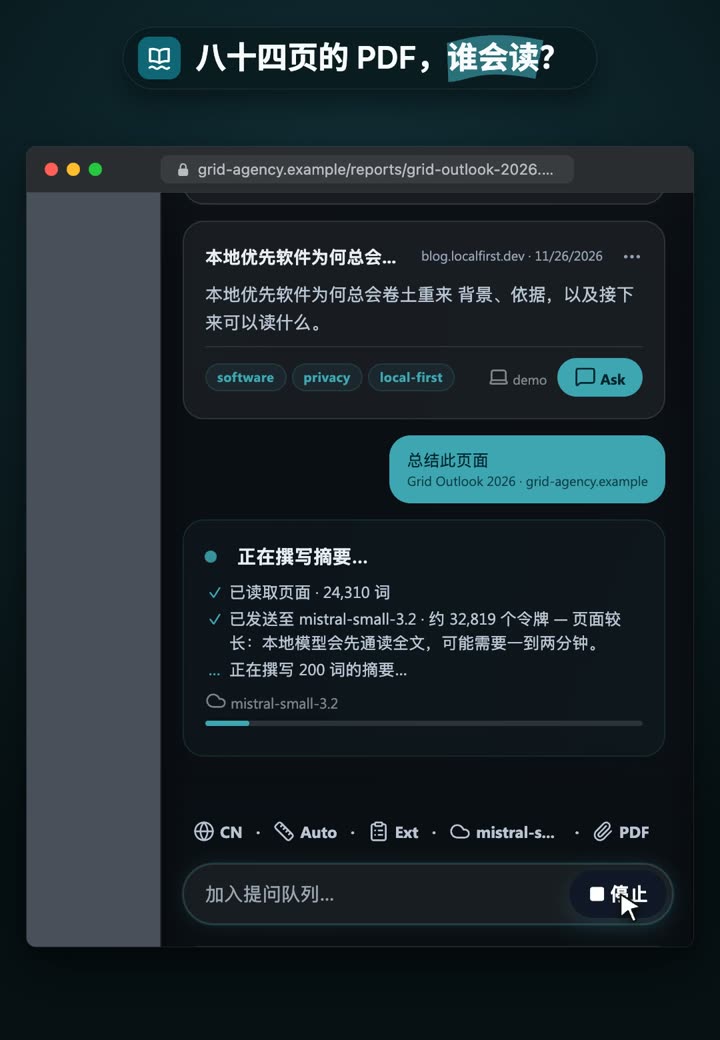 八十四页的 PDF，谁会读？
grid-agency.example/reports/grid-outlook-2026....
本地优先软件为何总会... blog.localfirst.dev · 11/26/2026
本地优先软件为何总会卷土重来 背景、依据，以及接下
来可以读什么。
software privacy local-first demo Ask
总结此页面
Grid Outlook 2026 · grid-agency.example
正在撰写摘要...
已读取页面 · 24,310 词
已发送至 mistral-small-3.2 · 约 32,819 个令牌 — 页面较
长：本地模型会先通读全文，可能需要一到两分钟。
... 正在撰写 200 词的摘要...
mistral-small-3.2
CN · Auto · Ext · mistral-s... · PDF
加入提问队列... 停止